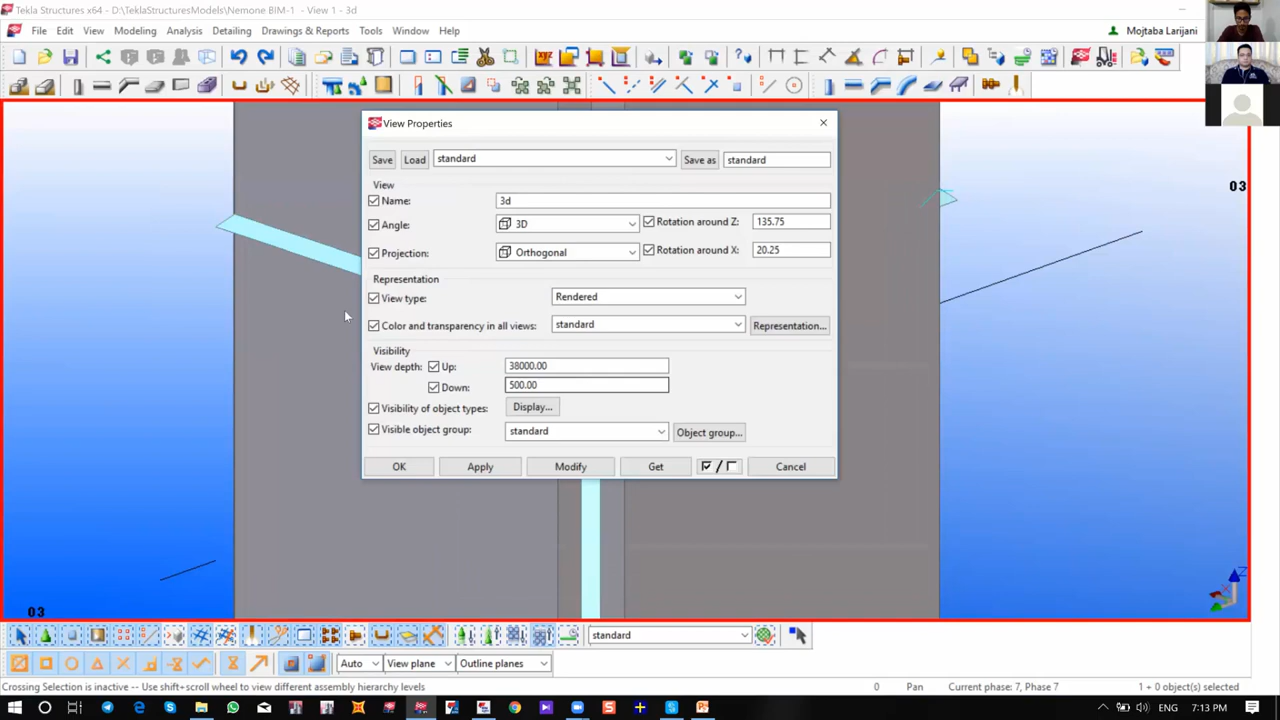 Tekla Structures x64 - D:\TeklaStructuresModels\Nemone BIM-1 - View 1 - 3d
File Edit View Modeling Analysis Detailing Drawings & Reports Tools Window Help
Mojtaba Larijani
View Properties
Save Load standard Save as standard
View
Name: 3d
Angle: 3D Rotation around Z: 135.75
Projection: Orthogonal Rotation around X: 20.25
Representation
View type: Rendered
Color and transparency in all views: standard Representation...
Visibility
View depth: Up: 38000.00
Down: 500.00
Visibility of object types: Display...
Visible object group: standard Object group...
OK Apply Modify Get / Cancel
03
03
Z
standard
Auto View plane Outline planes
Crossing Selection is inactive -- Use shift+scroll wheel to view different assembly hierarchy levels 0 Pan Current phase: 7, Phase 7 1 + 0 object(s) selected
ENG 7:13 PM